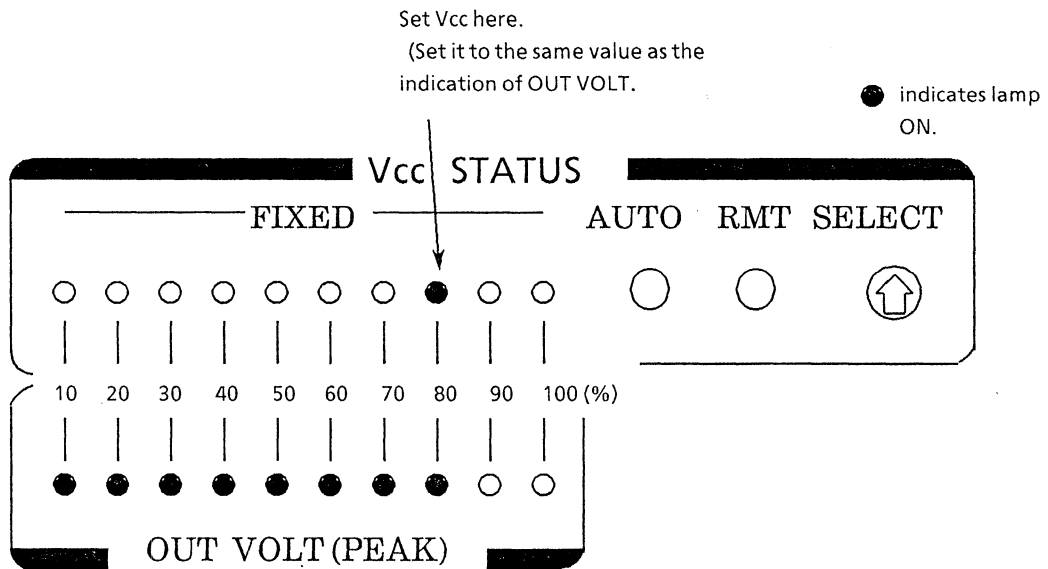 Set Vcc here.
(Set it to the same value as the
indication of OUT VOLT.
indicates lamp
ON.
Vcc STATUS
FIXED AUTO RMT SELECT
10 20 30 40 50 60 70 80 90 100 (%)
OUT VOLT (PEAK)